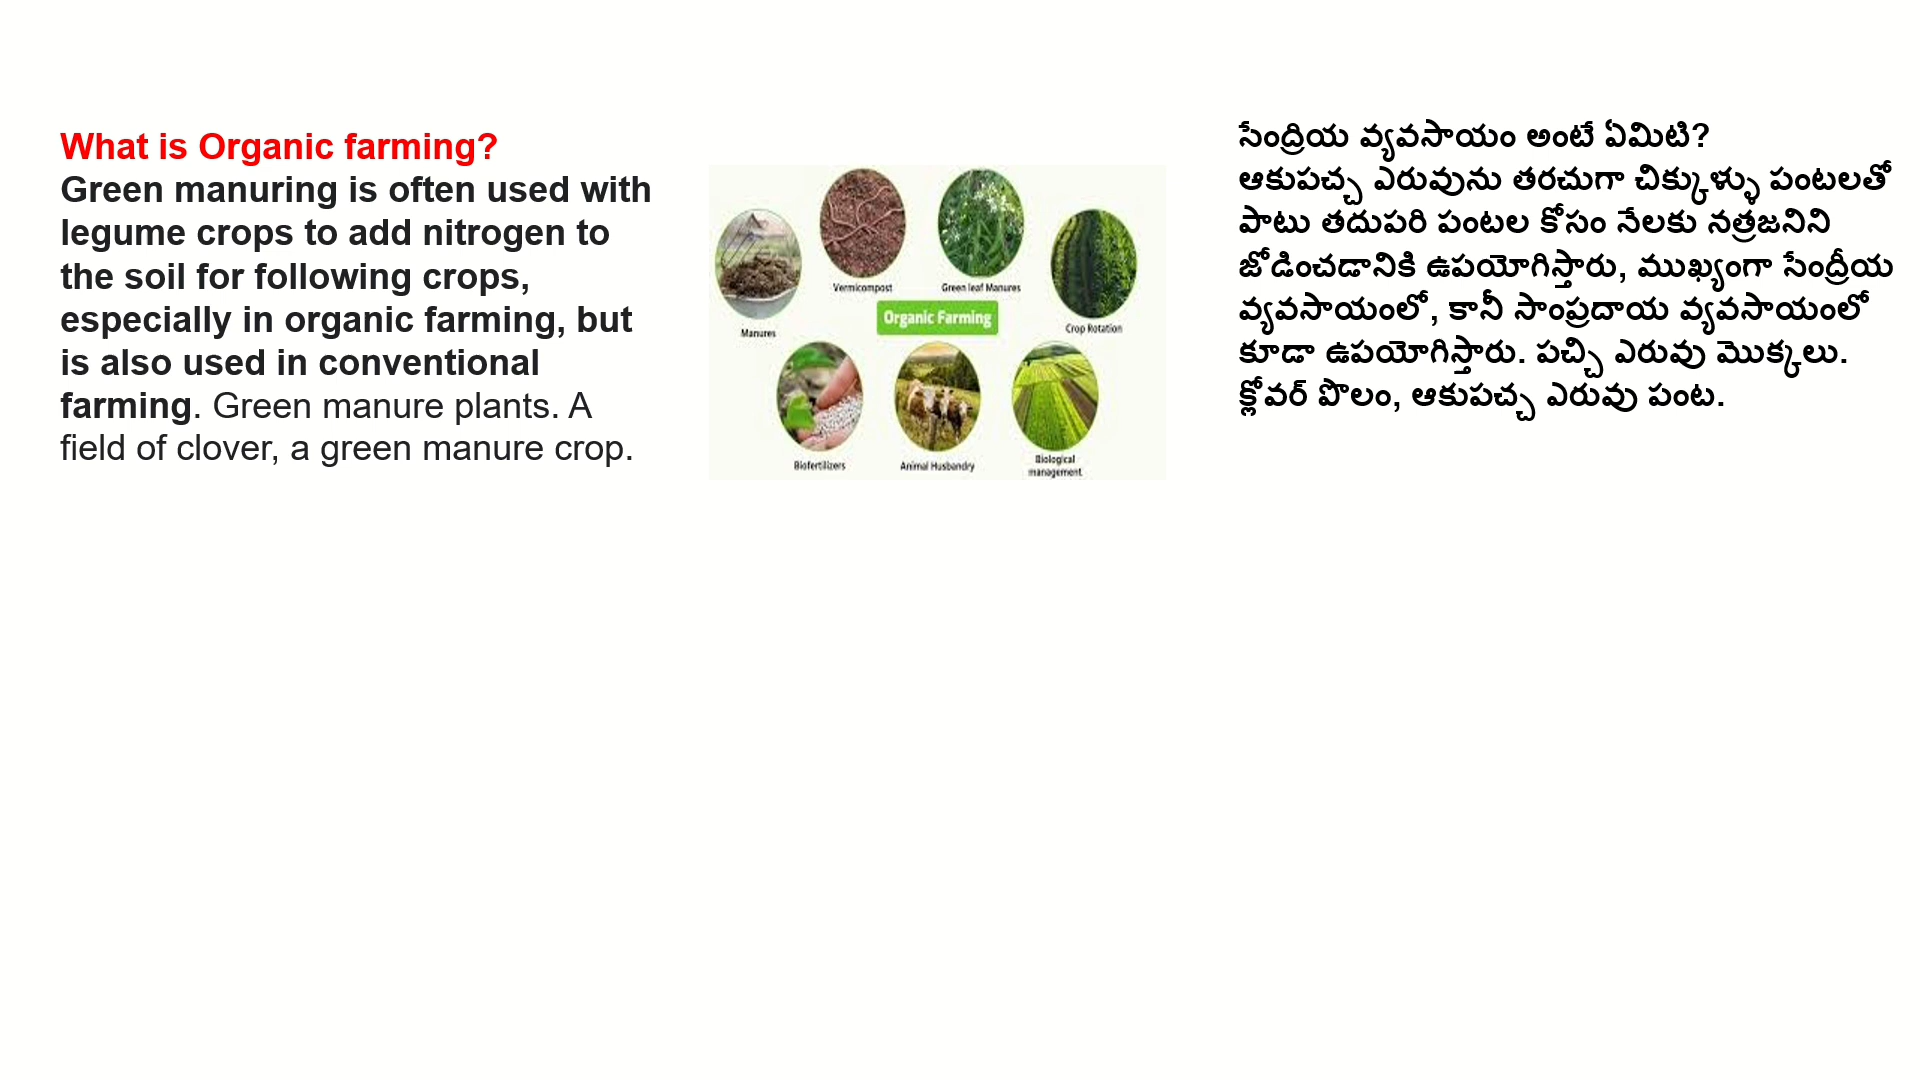 What is Organic farming?
Green manuring is often used with
legume crops to add nitrogen to
the soil for following crops,
especially in organic farming, but
is also used in conventional
farming. Green manure plants. A
field of clover, a green manure crop.
Vermicompost
Green leaf Manures
Manures
Organic Farming
Crop Rotation
Biofertilizers
Animal Husbandry
Biological
management
సేంద్రియ వ్యవసాయం అంటే ఏమిటి?
ఆకుపచ్చ ఎరువును తరచుగా చిక్కుళ్ళు పంటలతో
పాటు తదుపరి పంటల కోసం నేలకు నత్రజనిని
జోడించడానికి ఉపయోగిస్తారు, ముఖ్యంగా సేంద్రీయ
వ్యవసాయంలో, కానీ సాంప్రదాయ వ్యవసాయంలో
కూడా ఉపయోగిస్తారు. పచ్చి ఎరువు మొక్కలు.
క్లోవర్ పొలం, ఆకుపచ్చ ఎరువు పంట.